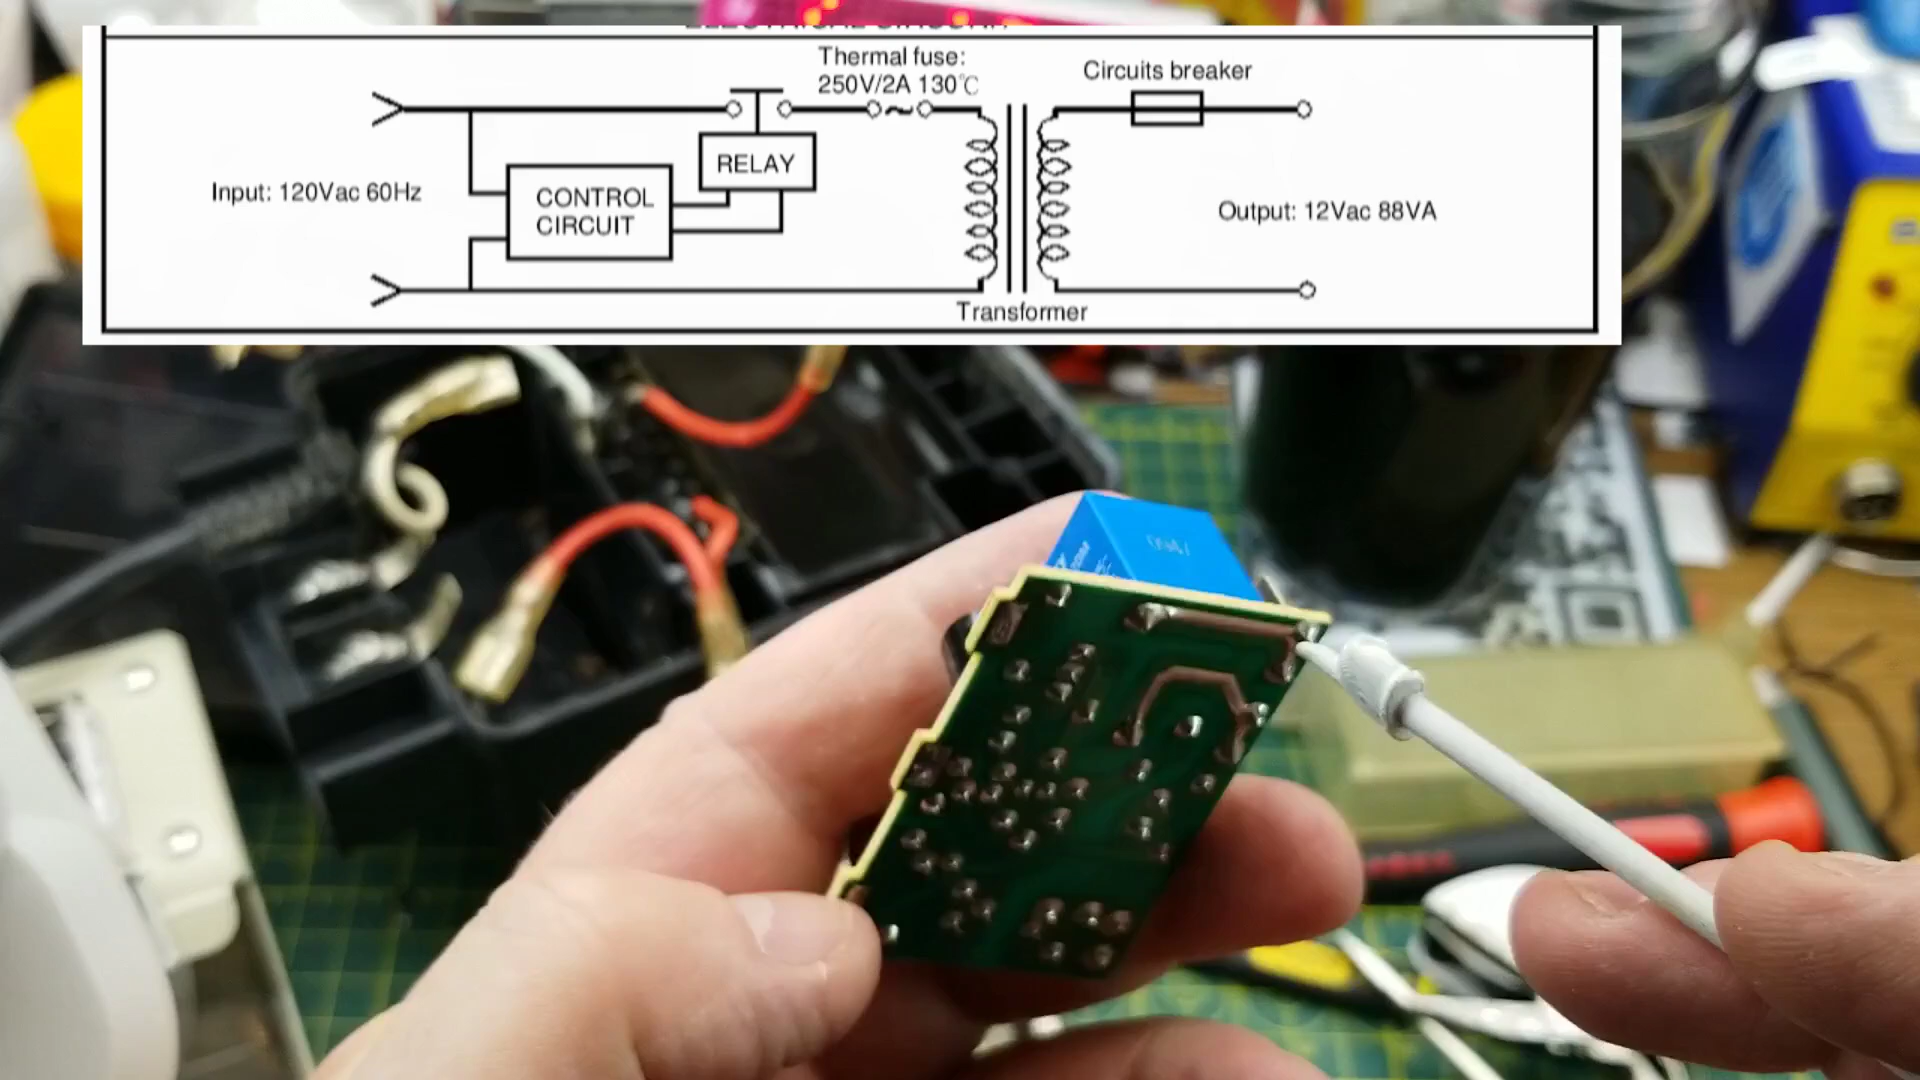 Thermal fuse:
250V/2A 130℃
Circuits breaker
RELAY
Input: 120Vac 60Hz
CONTROL
CIRCUIT
Output: 12Vac 88VA
Transformer